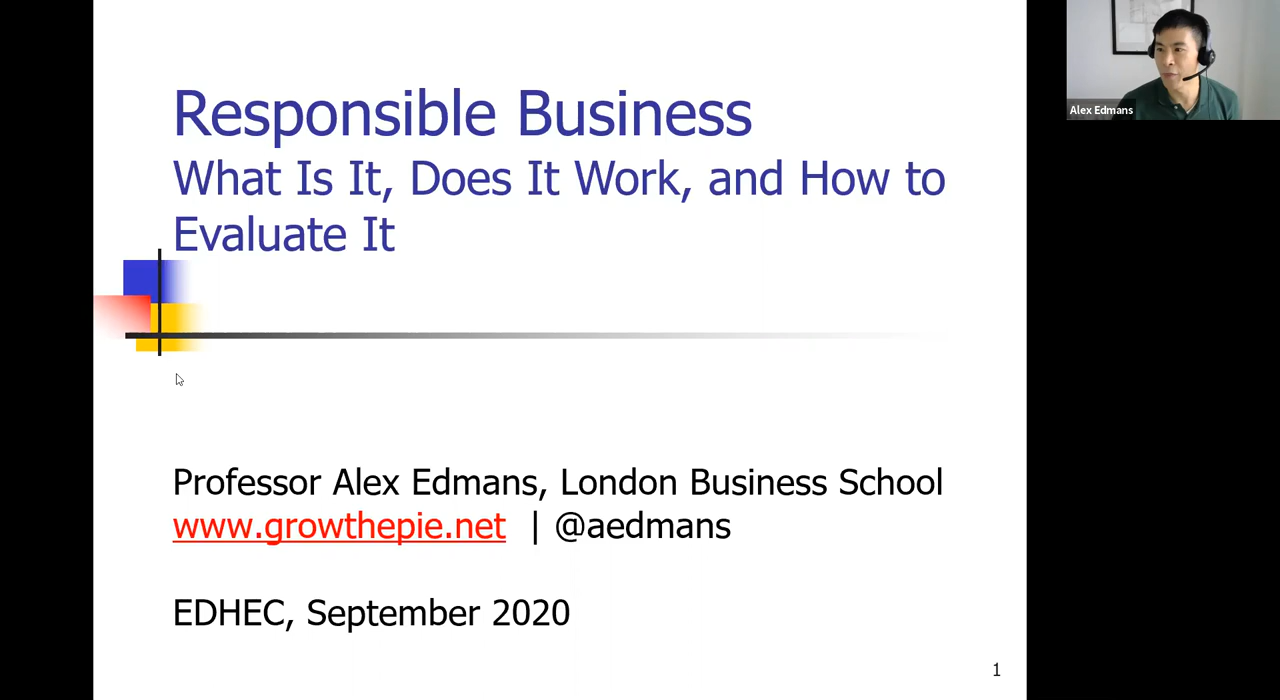 Responsible Business
What Is It, Does It Work, and How to
Evaluate It
Professor Alex Edmans, London Business School
www.growthepie.net | @aedmans
EDHEC, September 2020
1
Alex Edmans